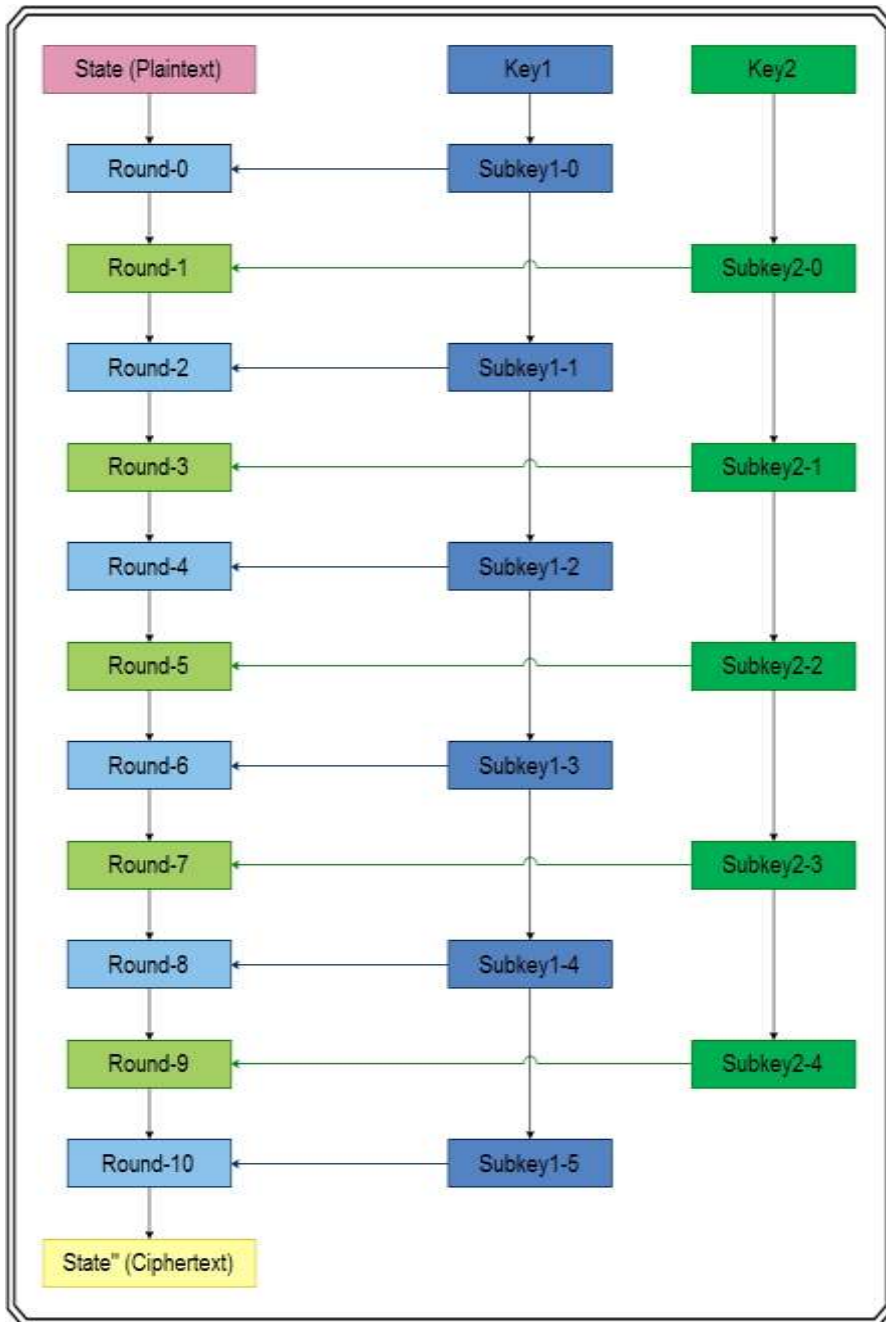 State (Plaintext)
Key1
Key2
Round-0
Subkey1-0
Round-1
Subkey2-0
Round-2
Subkey1-1
Round-3
Subkey2-1
Round-4
Subkey1-2
Round-5
Subkey2-2
Round-6
Subkey1-3
Round-7
Subkey2-3
Round-8
Subkey1-4
Round-9
Subkey2-4
Round-10
Subkey1-5
State" (Ciphertext)